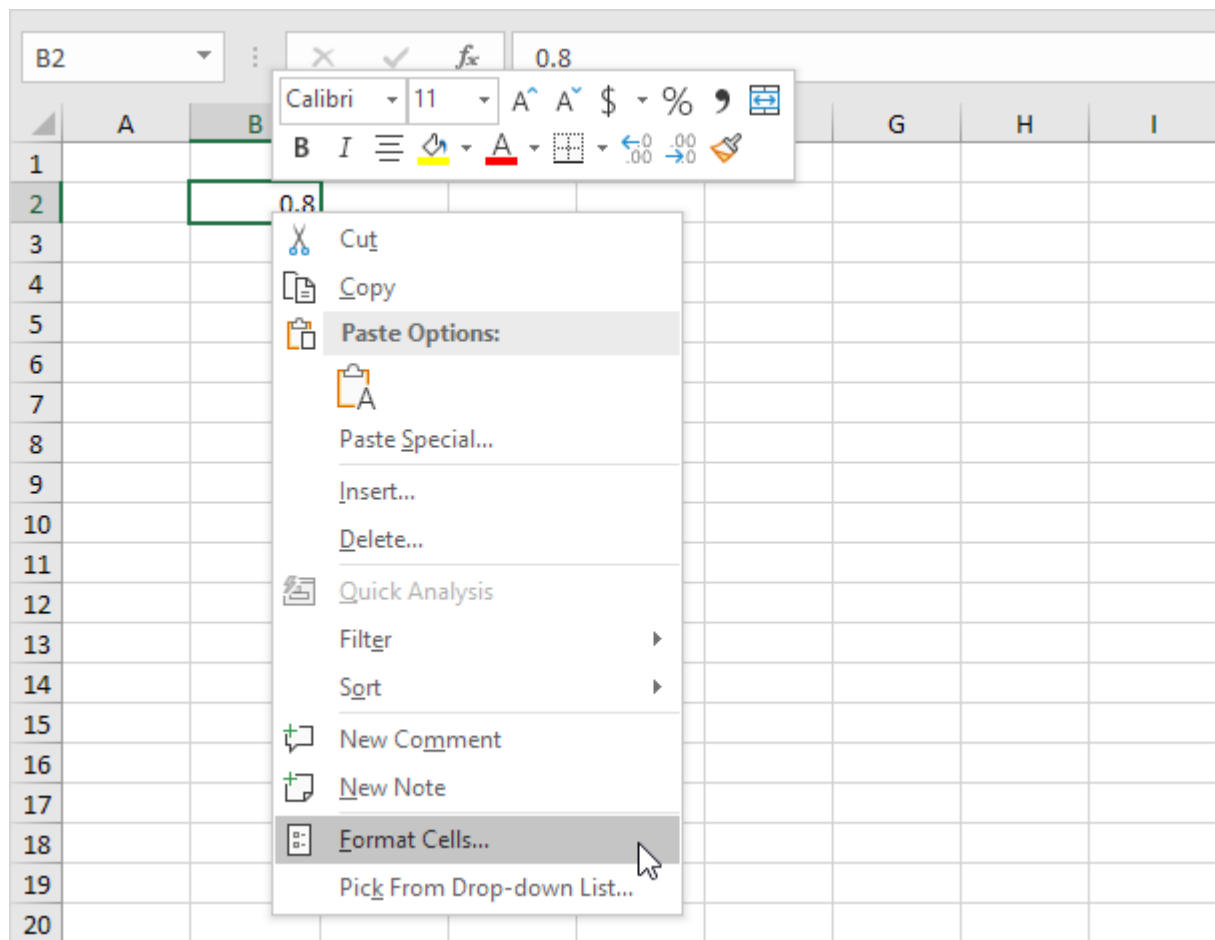 B2 fx 0.8
Calibri 11 A A $ % ,
B I A .00 .00
A B G H I
1
2 0.8
3
4
5
6
7
8
9
10
11
12
13
14
15
16
17
18
19
20
Cut
Copy
Paste Options:
A
Paste Special...
Insert...
Delete...
Quick Analysis
Filter
Sort
New Comment
New Note
Format Cells...
Pick From Drop-down List...